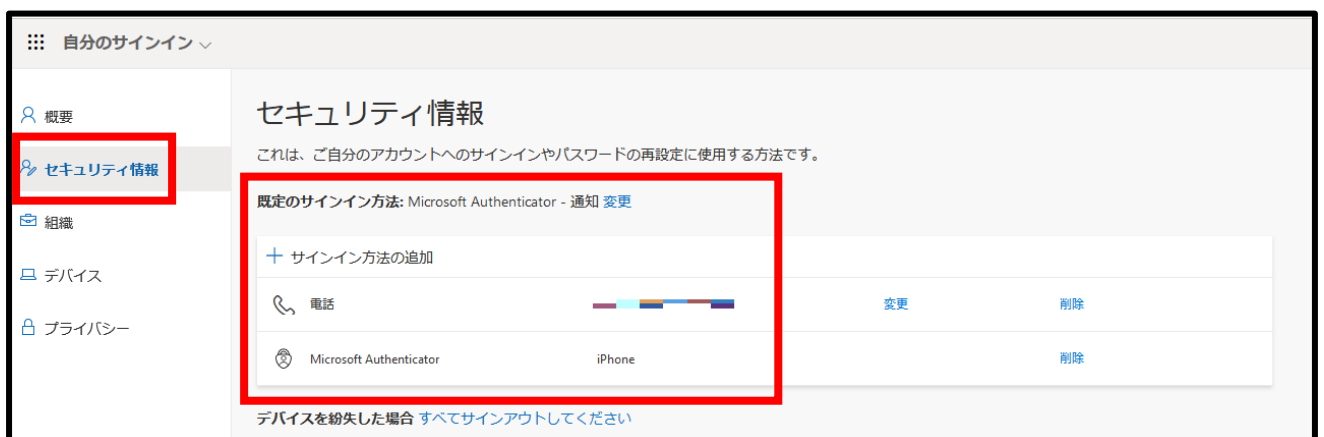 自分のサインイン
概要
セキュリティ情報
組織
デバイス
プライバシー
セキュリティ情報
これは、ご自分のアカウントへのサインインやパスワードの再設定に使用する方法です。
既定のサインイン方法: Microsoft Authenticator - 通知 変更
+ サインイン方法の追加
電話 変更 削除
Microsoft Authenticator iPhone 削除
デバイスを紛失した場合 すべてサインアウトしてください